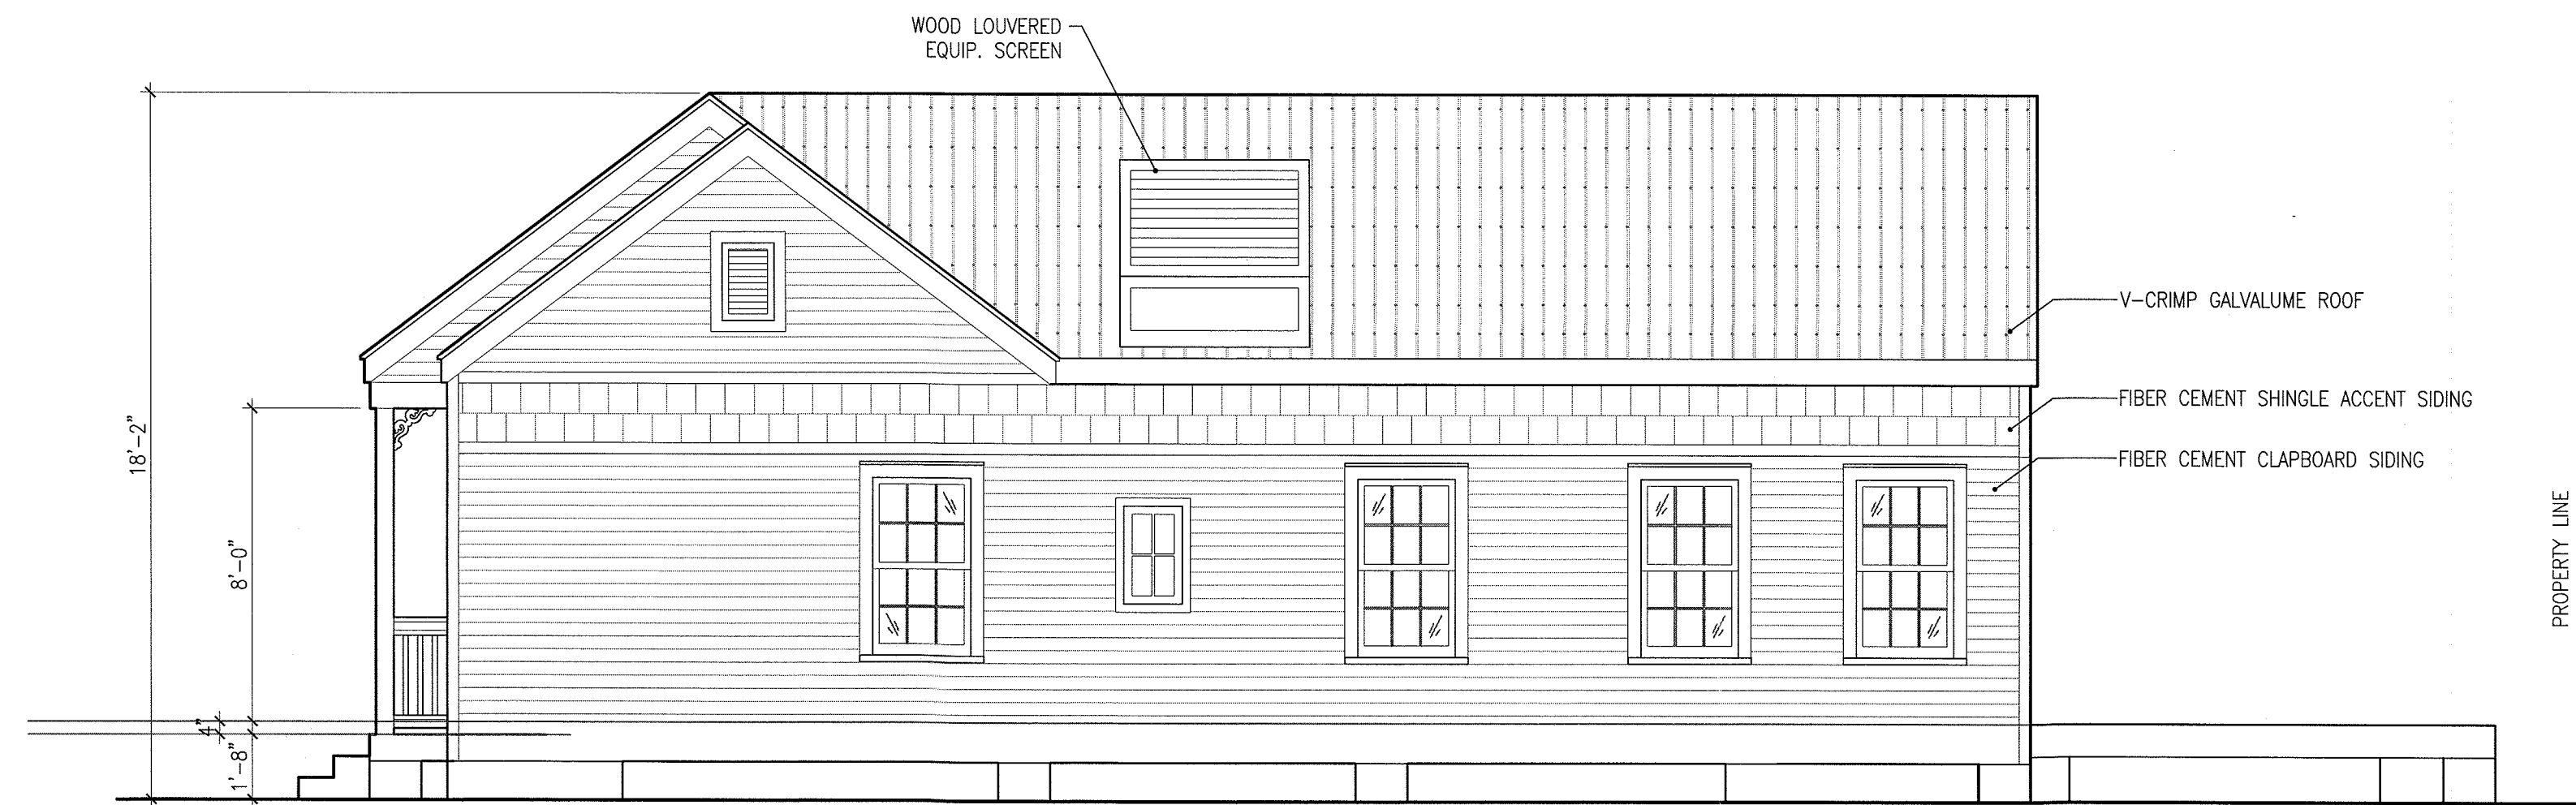 WOOD LOUVERED
EQUIP. SCREEN
18'-2"
8'-0"
4"
1'-8"
V-CRIMP GALVALUME ROOF
FIBER CEMENT SHINGLE ACCENT SIDING
FIBER CEMENT CLAPBOARD SIDING
PROPERTY LINE